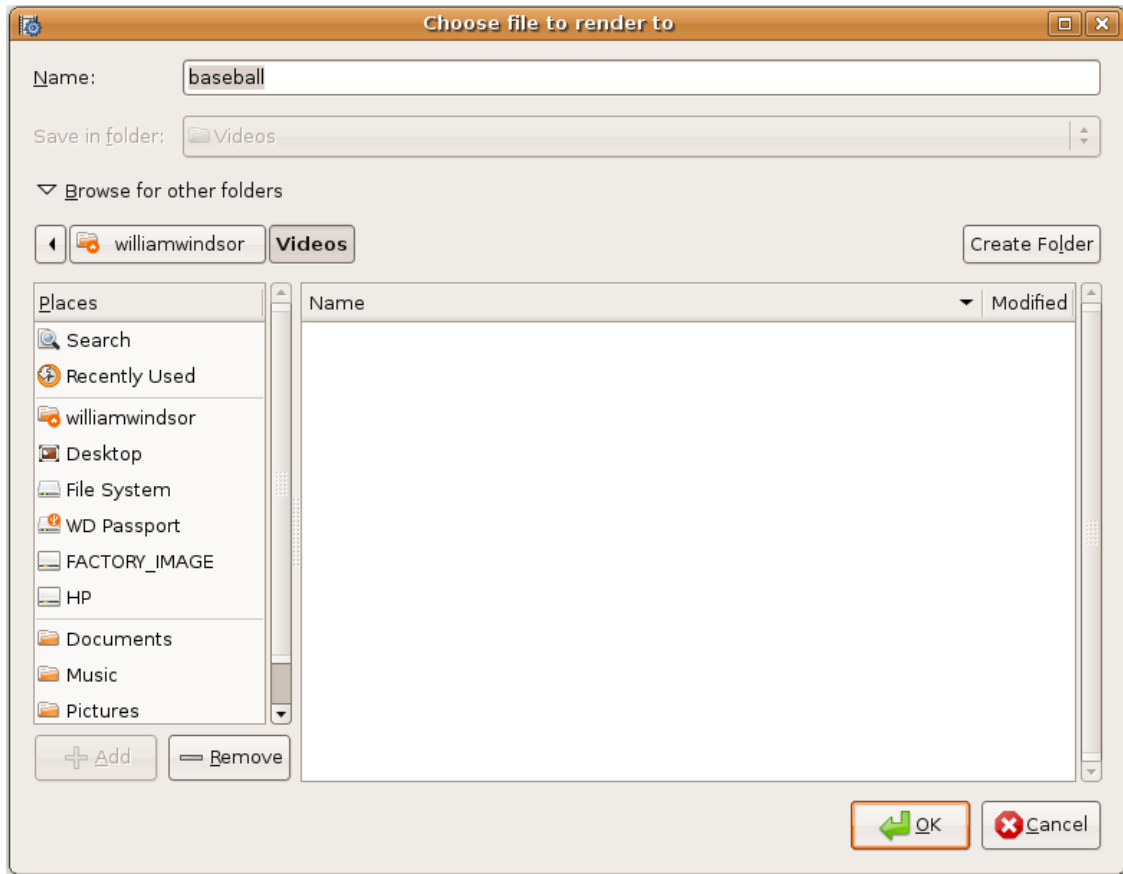 Choose file to render to
Name: baseball
Save in folder: Videos
Browse for other folders
williamwindsor Videos Create Folder
Places Name Modified
Search
Recently Used
williamwindsor
Desktop
File System
WD Passport
FACTORY_IMAGE
HP
Documents
Music
Pictures
Add Remove
OK Cancel